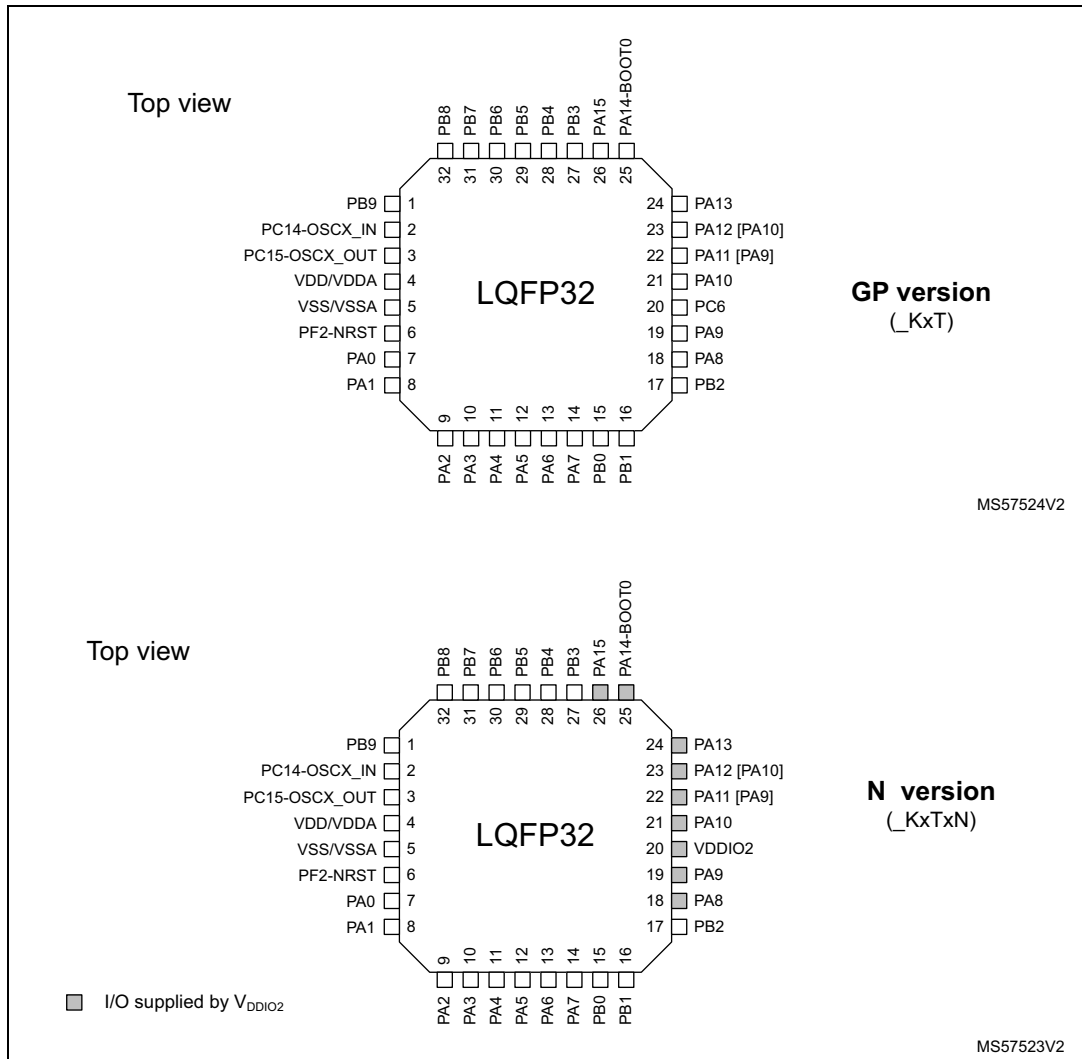 Top view
PB8
PB7
PB6
PB5
PB4
PB3
PA15
PA14-BOOT0
32
31
30
29
28
27
26
25
PB9 1
PC14-OSCX_IN 2
PC15-OSCX_OUT 3
VDD/VDDA 4
VSS/VSSA 5
PF2-NRST 6
PA0 7
PA1 8
LQFP32
24 PA13
23 PA12 [PA10]
22 PA11 [PA9]
21 PA10
20 PC6
19 PA9
18 PA8
17 PB2
GP version
(_KxT)
9
10
11
12
13
14
15
16
PA2
PA3
PA4
PA5
PA6
PA7
PB0
PB1
MS57524V2
Top view
PB8
PB7
PB6
PB5
PB4
PB3
PA15
PA14-BOOT0
32
31
30
29
28
27
26
25
PB9 1
PC14-OSCX_IN 2
PC15-OSCX_OUT 3
VDD/VDDA 4
VSS/VSSA 5
PF2-NRST 6
PA0 7
PA1 8
LQFP32
24 PA13
23 PA12 [PA10]
22 PA11 [PA9]
21 PA10
20 VDDIO2
19 PA9
18 PA8
17 PB2
N version
(_KxTxN)
9
10
11
12
13
14
15
16
PA2
PA3
PA4
PA5
PA6
PA7
PB0
PB1
I/O supplied by VDDIO2
MS57523V2